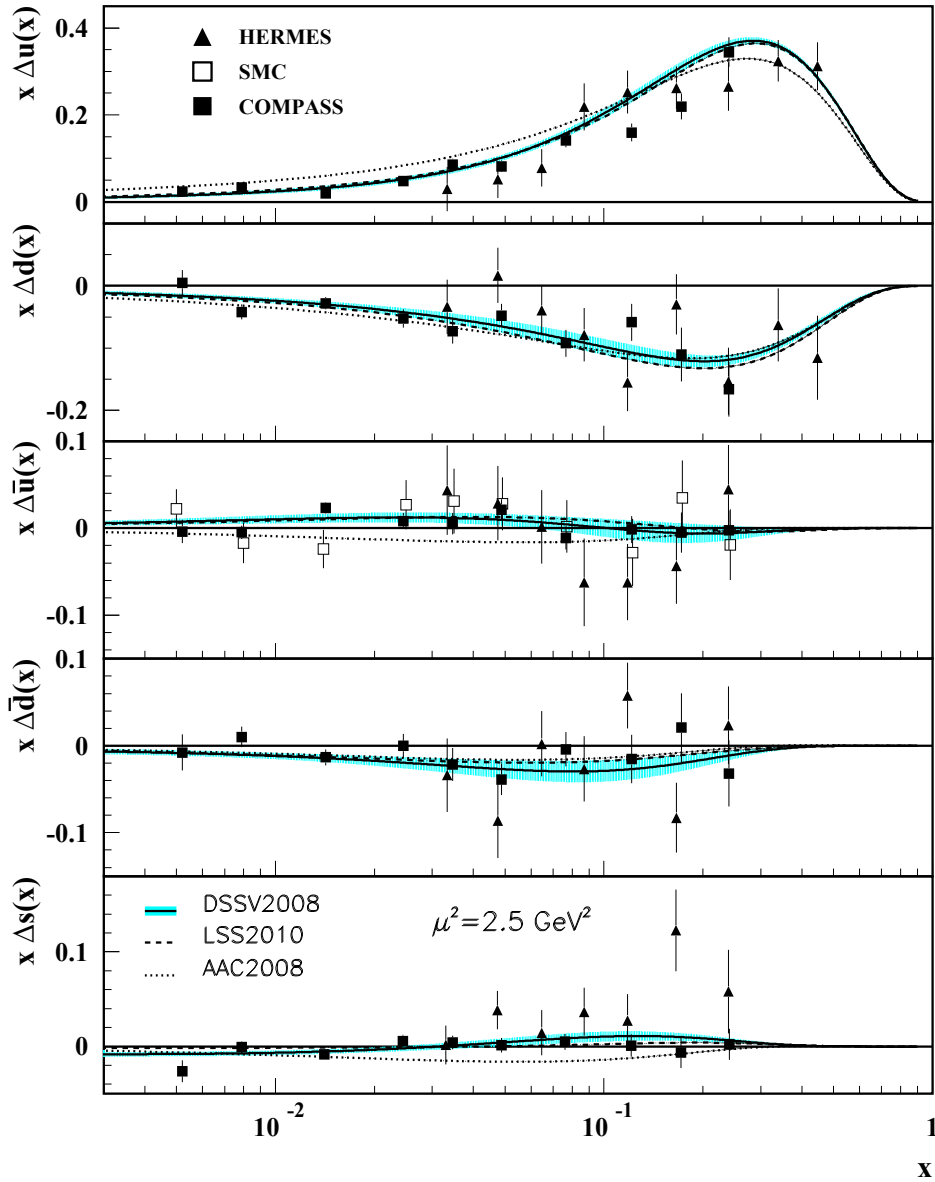 x Δu(x)
0.4
0.2
0
HERMES
SMC
COMPASS
x Δd(x)
0
-0.2
x Δū(x)
0.1
0
-0.1
x Δd̄(x)
0.1
0
-0.1
x Δs(x)
0.1
0
DSSV2008
LSS2010
AAC2008
μ²=2.5 GeV²
10⁻²
10⁻¹
1
x